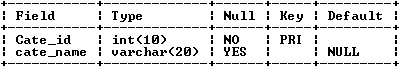 Field Type Null Key Default
Cate_id int(10) NO PRI
cate_name varchar(20) YES NULL